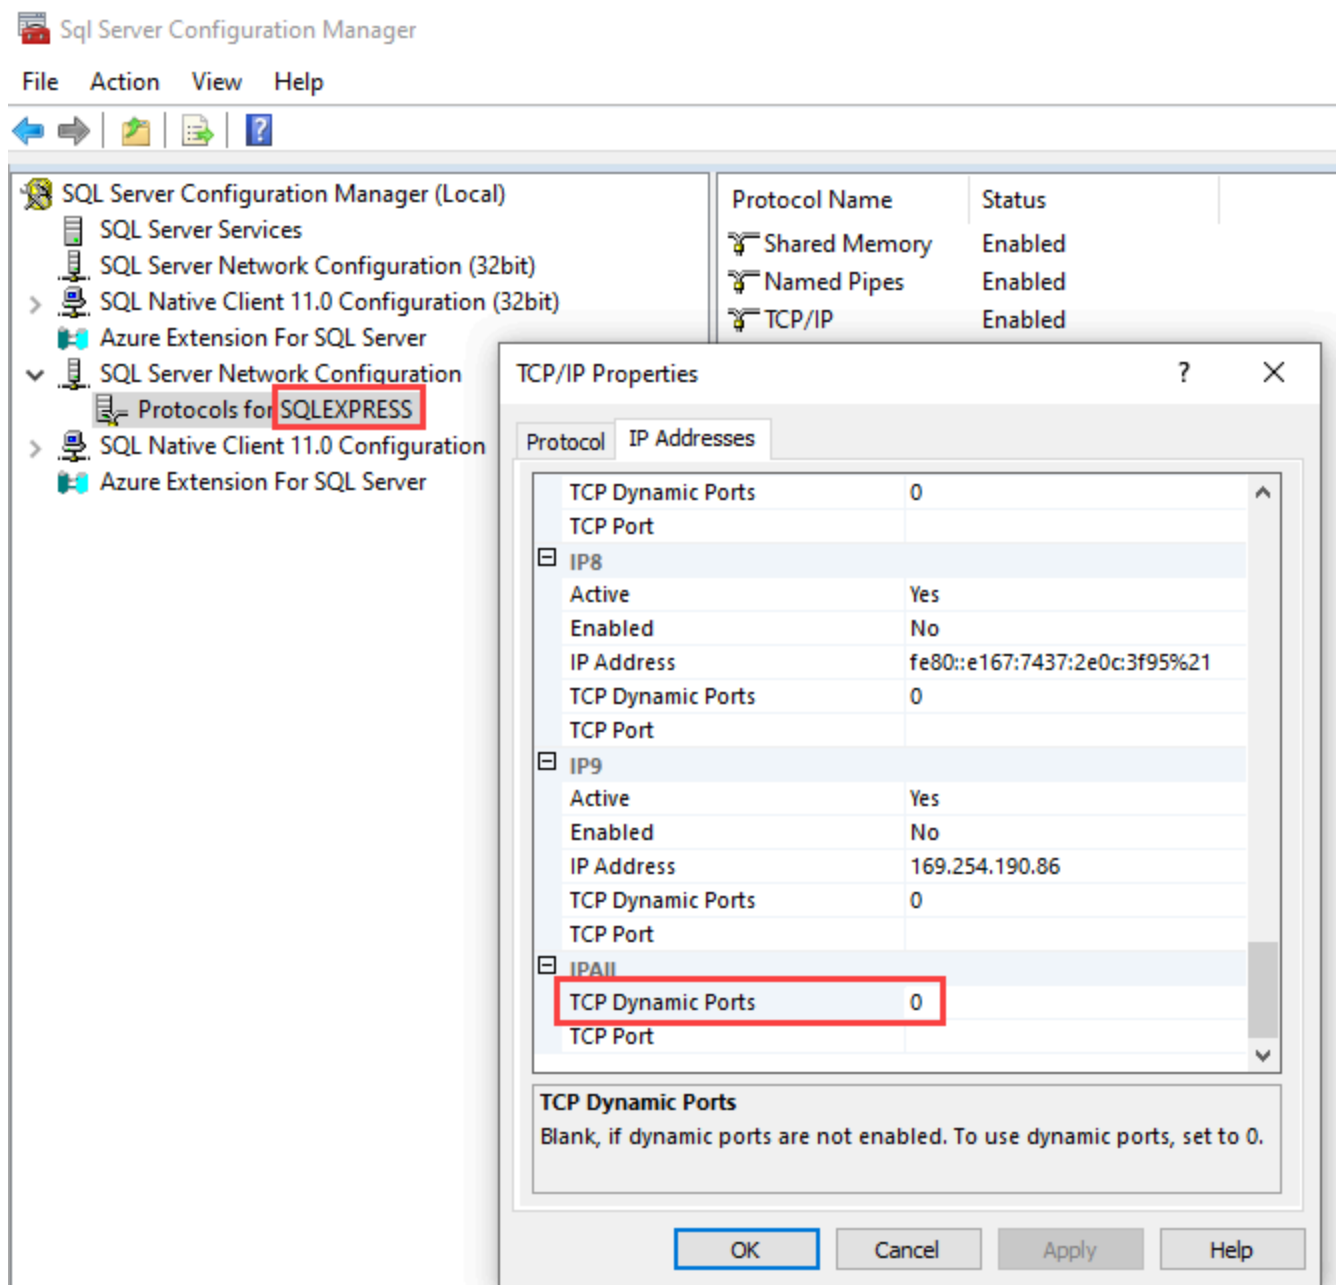 Sql Server Configuration Manager
File Action View Help
SQL Server Configuration Manager (Local)
SQL Server Services
SQL Server Network Configuration (32bit)
SQL Native Client 11.0 Configuration (32bit)
Azure Extension For SQL Server
SQL Server Network Configuration
Protocols for SQLEXPRESS
SQL Native Client 11.0 Configuration
Azure Extension For SQL Server
Protocol Name Status
Shared Memory Enabled
Named Pipes Enabled
TCP/IP Enabled
TCP/IP Properties ?
Protocol IP Addresses
TCP Dynamic Ports 0
TCP Port
IP8
Active Yes
Enabled No
IP Address fe80::e167:7437:2e0c:3f95%21
TCP Dynamic Ports 0
TCP Port
IP9
Active Yes
Enabled No
IP Address 169.254.190.86
TCP Dynamic Ports 0
TCP Port
IPAll
TCP Dynamic Ports 0
TCP Port
TCP Dynamic Ports
Blank, if dynamic ports are not enabled. To use dynamic ports, set to 0.
OK Cancel Apply Help